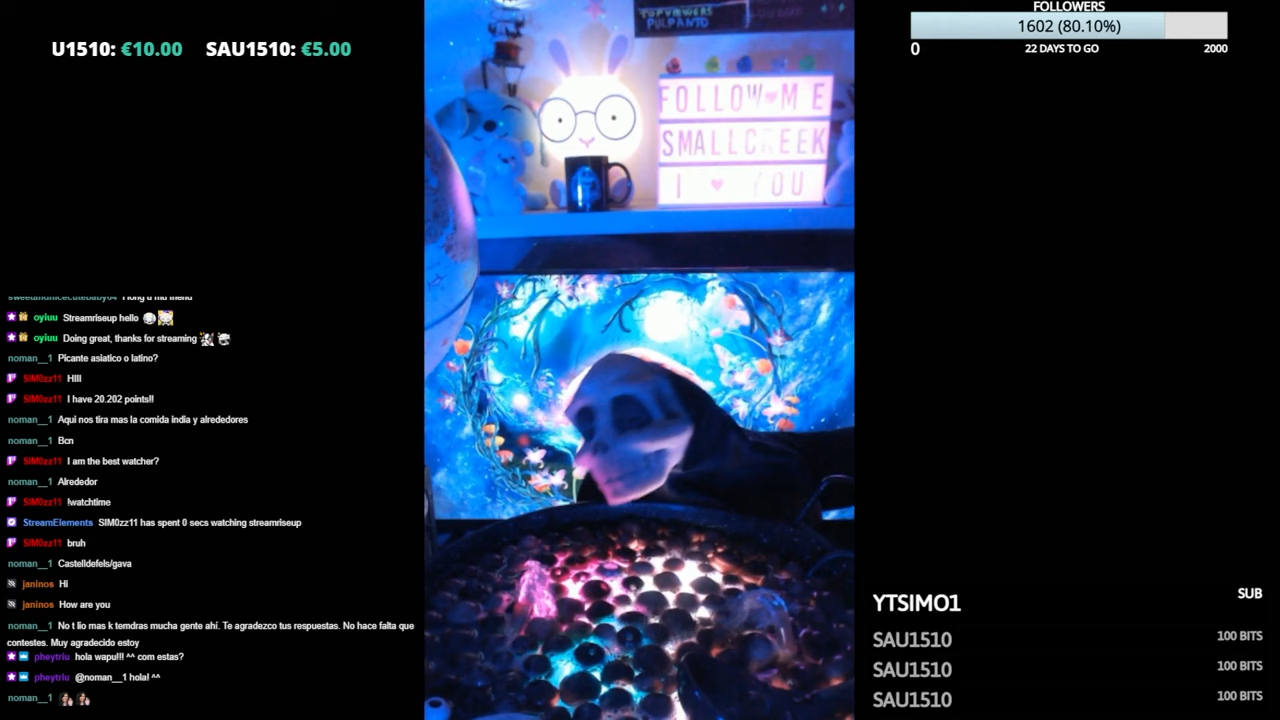 U1510: €10.00 SAU1510: €5.00
TOPVIEWERS
PULPANTO
FOLLOW♥ME
SMALLCREEK
I ♥ YOU
FOLLOWERS
1602 (80.10%)
0 22 DAYS TO GO 2000
oyiuu Streamriseup hello
oyiuu Doing great, thanks for streaming
noman__1 Picante asiatico o latino?
SIM0zz11 HIII
SIM0zz11 I have 20.202 points!!
noman__1 Aqui nos tira mas la comida india y alrededores
noman__1 Bcn
SIM0zz11 I am the best watcher?
noman__1 Alrededor
SIM0zz11 !watchtime
StreamElements SIM0zz11 has spent 0 secs watching streamriseup
SIM0zz11 bruh
noman__1 Castelldefels/gava
janinos Hi
janinos How are you
noman__1 No t lio mas k temdras mucha gente ahí. Te agradezco tus respuestas. No hace falta que
contestes. Muy agradecido estoy
pheytriu hola wapu!!! ^^ com estas?
pheytriu @noman__1 hola! ^^
noman__1
YTSIMO1 SUB
SAU1510 100 BITS
SAU1510 100 BITS
SAU1510 100 BITS